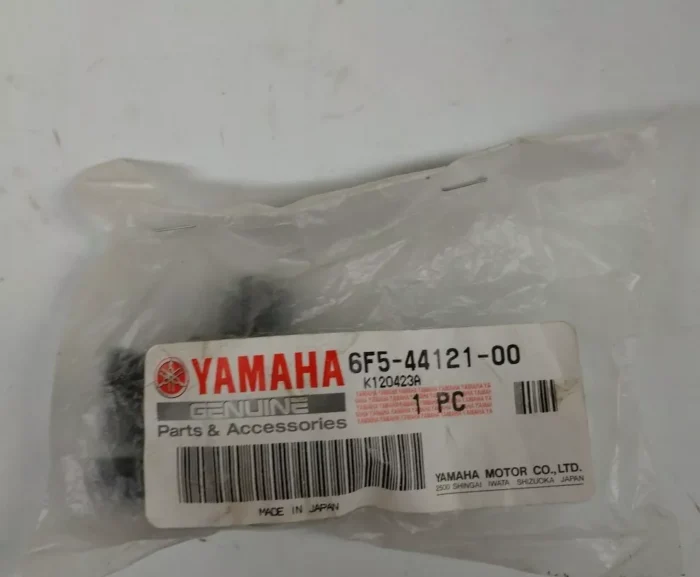 YAMAHA 6F5-44121-00
K120423A
GENUINE
1 PC
Parts & Accessories
YAMAHA MOTOR CO.,LTD.
2500 SHINGAI IWATA SHIZUOKA JAPAN
MADE IN JAPAN